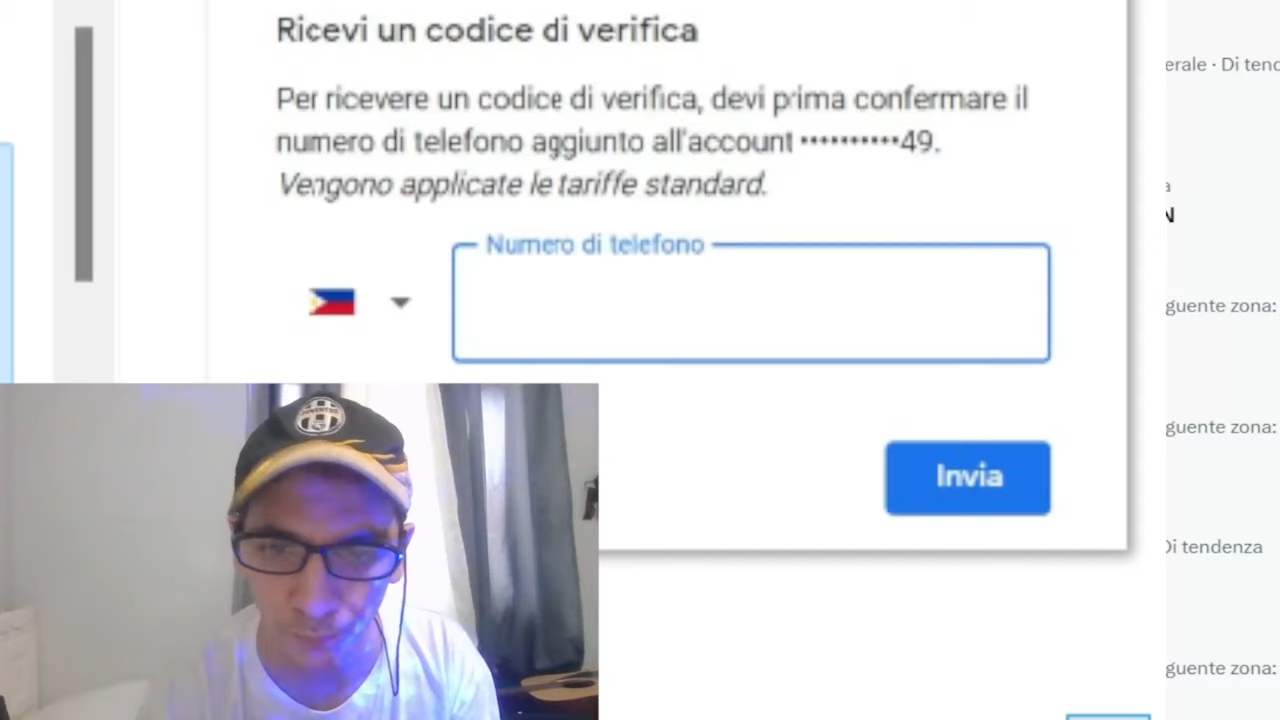 Ricevi un codice di verifica
Per ricevere un codice di verifica, devi prima confermare il
numero di telefono aggiunto all'account ••••••••••49.
Vengono applicate le tariffe standard.
Numero di telefono
Invia
erale · Di tend
a
N
guente zona:
guente zona:
Di tendenza
guente zona:
JUVENTUS